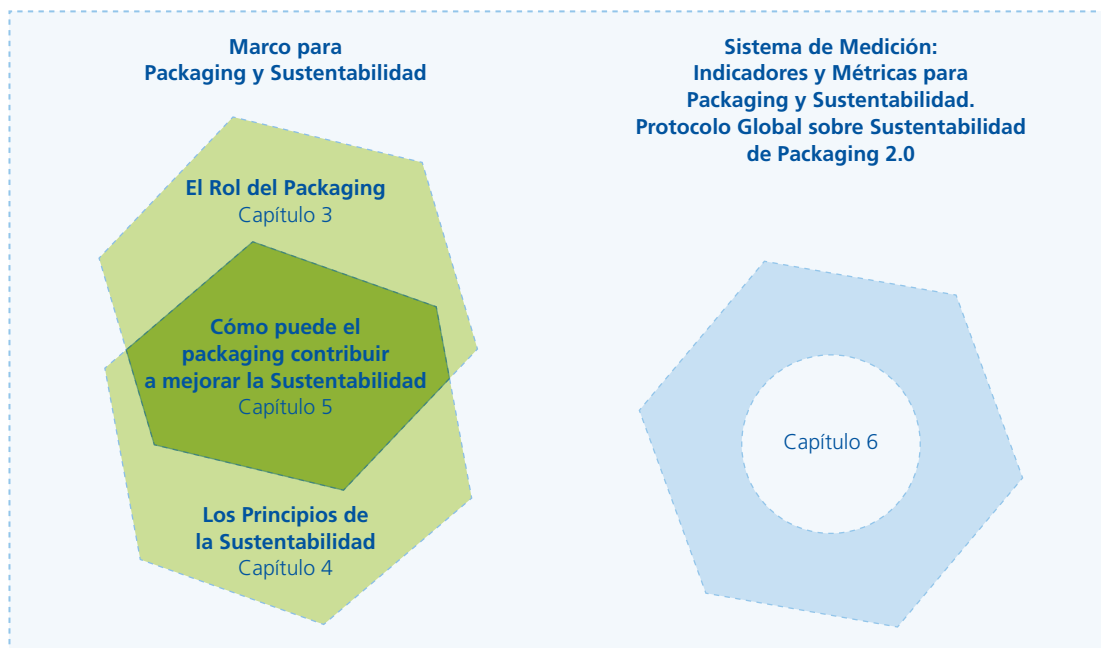 Marco para
Packaging y Sustentabilidad
El Rol del Packaging
Capítulo 3
Cómo puede el
packaging contribuir
a mejorar la Sustentabilidad
Capítulo 5
Los Principios de
la Sustentabilidad
Capítulo 4
Sistema de Medición:
Indicadores y Métricas para
Packaging y Sustentabilidad.
Protocolo Global sobre Sustentabilidad
de Packaging 2.0
Capítulo 6